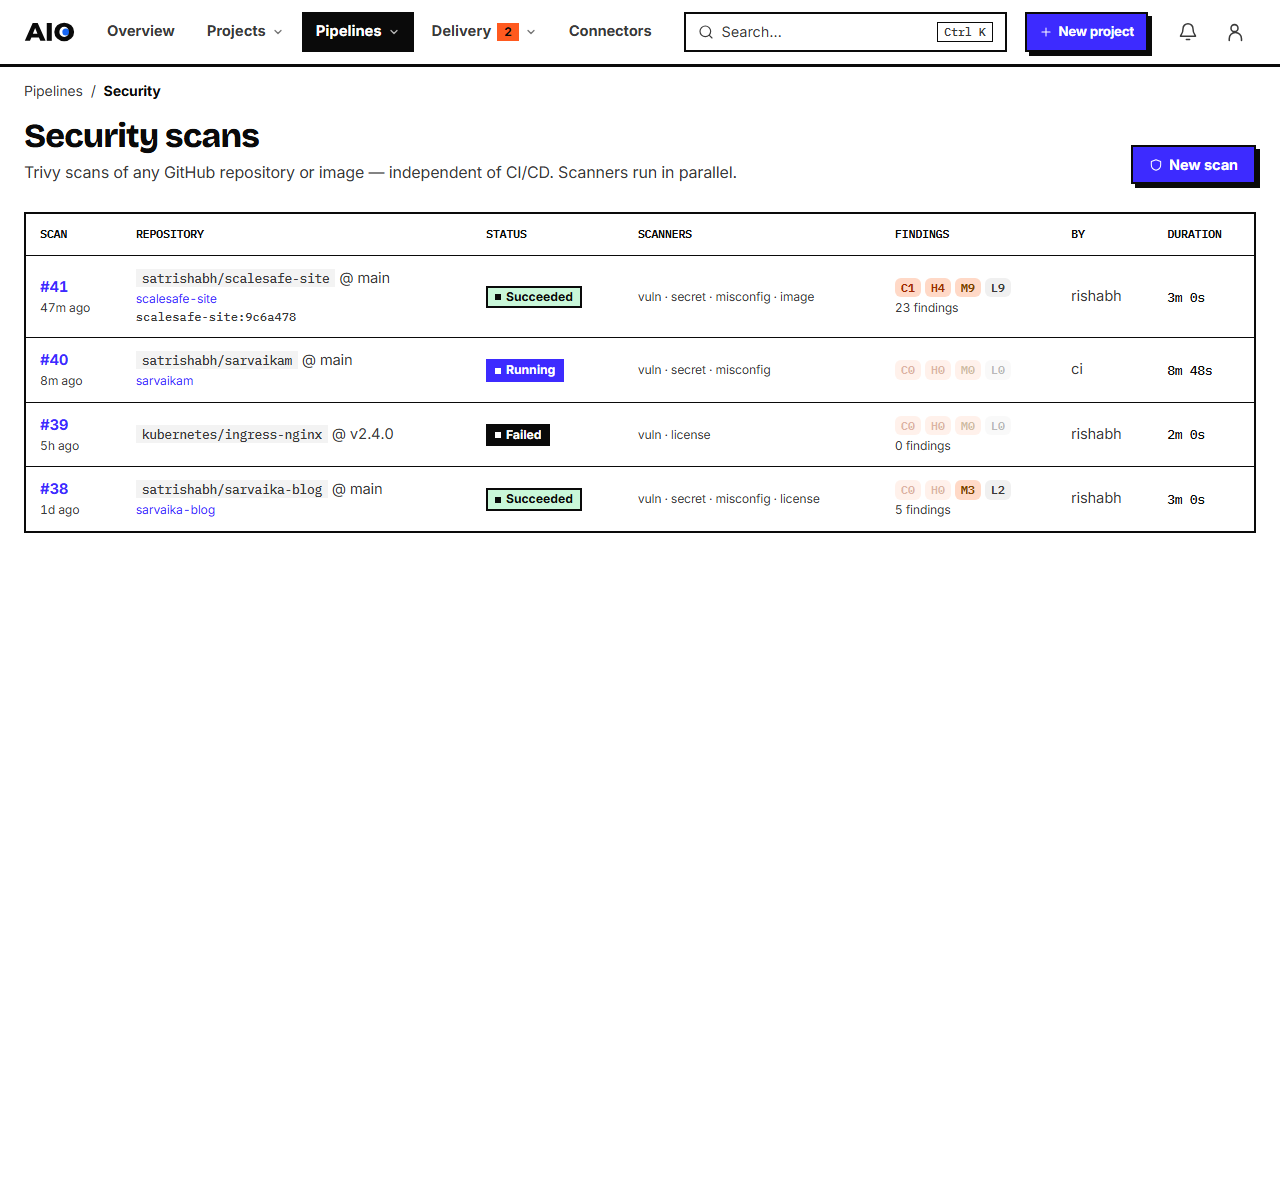 AIO Overview Projects Pipelines Delivery 2 Connectors Search... Ctrl K + New project
Pipelines / Security
Security scans
Trivy scans of any GitHub repository or image — independent of CI/CD. Scanners run in parallel.
New scan
SCAN REPOSITORY STATUS SCANNERS FINDINGS BY DURATION
#41
47m ago
satrishabh/scalesafe-site @ main
scalesafe-site
scalesafe-site:9c6a478
Succeeded
vuln · secret · misconfig · image
C1 H4 M9 L9
23 findings
rishabh
3m 0s
#40
8m ago
satrishabh/sarvaikam @ main
sarvaikam
Running
vuln · secret · misconfig
C0 H0 M0 L0
ci
8m 48s
#39
5h ago
kubernetes/ingress-nginx @ v2.4.0
Failed
vuln · license
C0 H0 M0 L0
0 findings
rishabh
2m 0s
#38
1d ago
satrishabh/sarvaika-blog @ main
sarvaika-blog
Succeeded
vuln · secret · misconfig · license
C0 H0 M3 L2
5 findings
rishabh
3m 0s